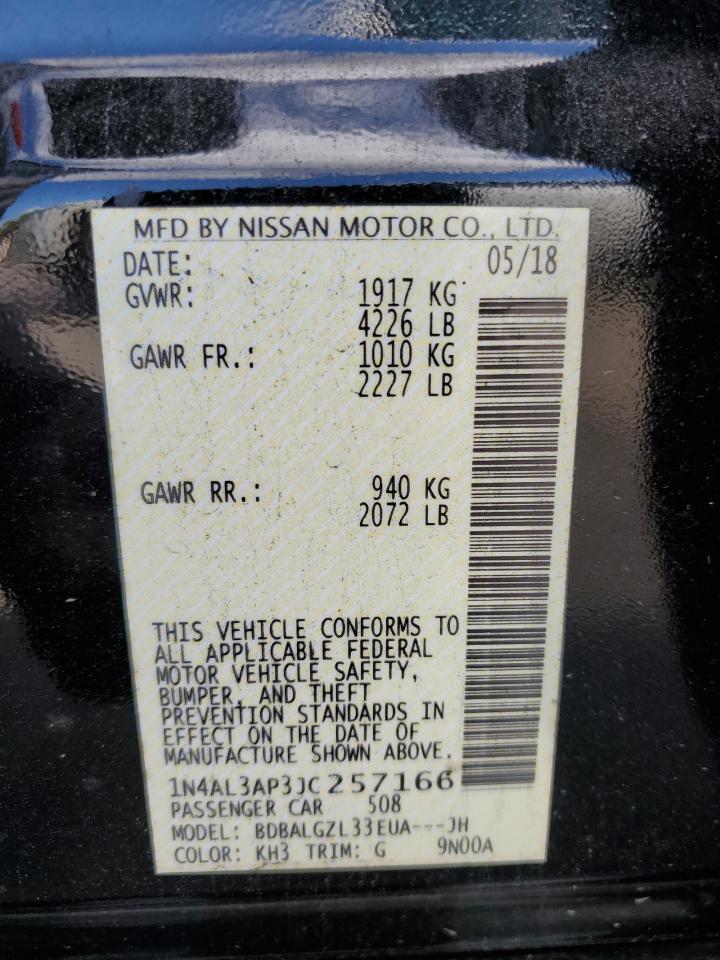 MFD BY NISSAN MOTOR CO., LTD.
DATE: 05/18
GVWR: 1917 KG
4226 LB
GAWR FR.: 1010 KG
2227 LB
GAWR RR.: 940 KG
2072 LB
THIS VEHICLE CONFORMS TO
ALL APPLICABLE FEDERAL
MOTOR VEHICLE SAFETY,
BUMPER, AND THEFT
PREVENTION STANDARDS IN
EFFECT ON THE DATE OF
MANUFACTURE SHOWN ABOVE.
1N4AL3AP3JC257166
PASSENGER CAR 508
MODEL: BDBALGZL33EUA---JH
COLOR: KH3 TRIM: G 9N00A